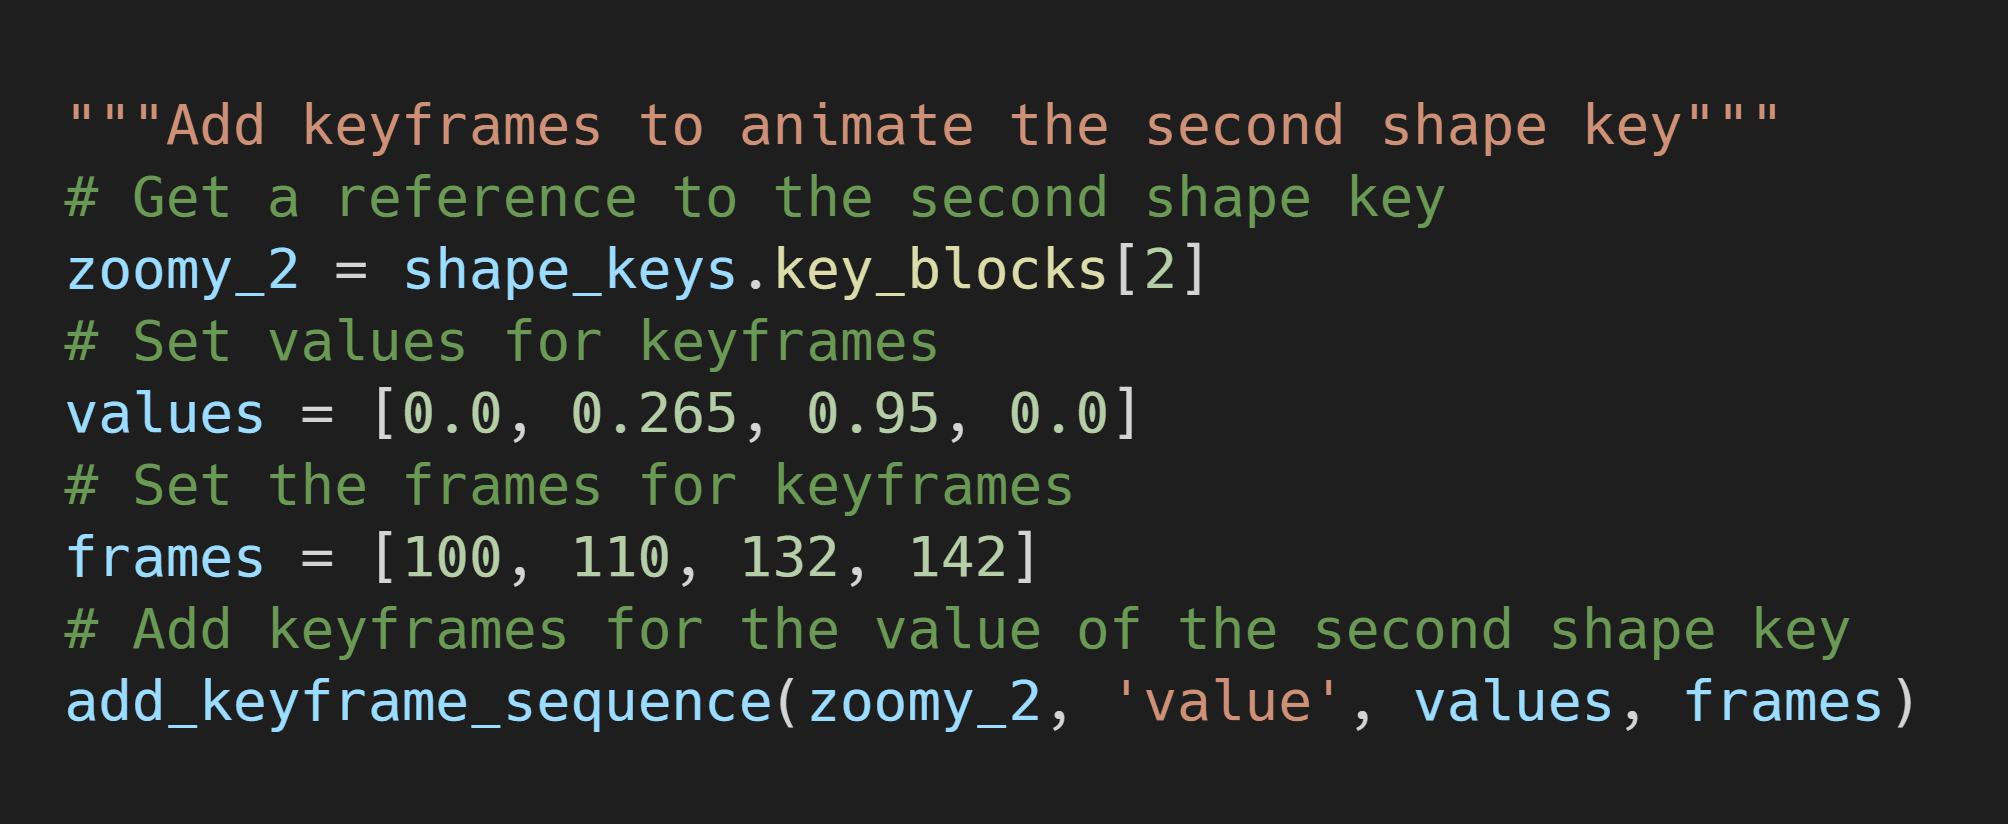 """Add keyframes to animate the second shape key"""
# Get a reference to the second shape key
zoomy_2 = shape_keys.key_blocks[2]
# Set values for keyframes
values = [0.0, 0.265, 0.95, 0.0]
# Set the frames for keyframes
frames = [100, 110, 132, 142]
# Add keyframes for the value of the second shape key
add_keyframe_sequence(zoomy_2, 'value', values, frames)